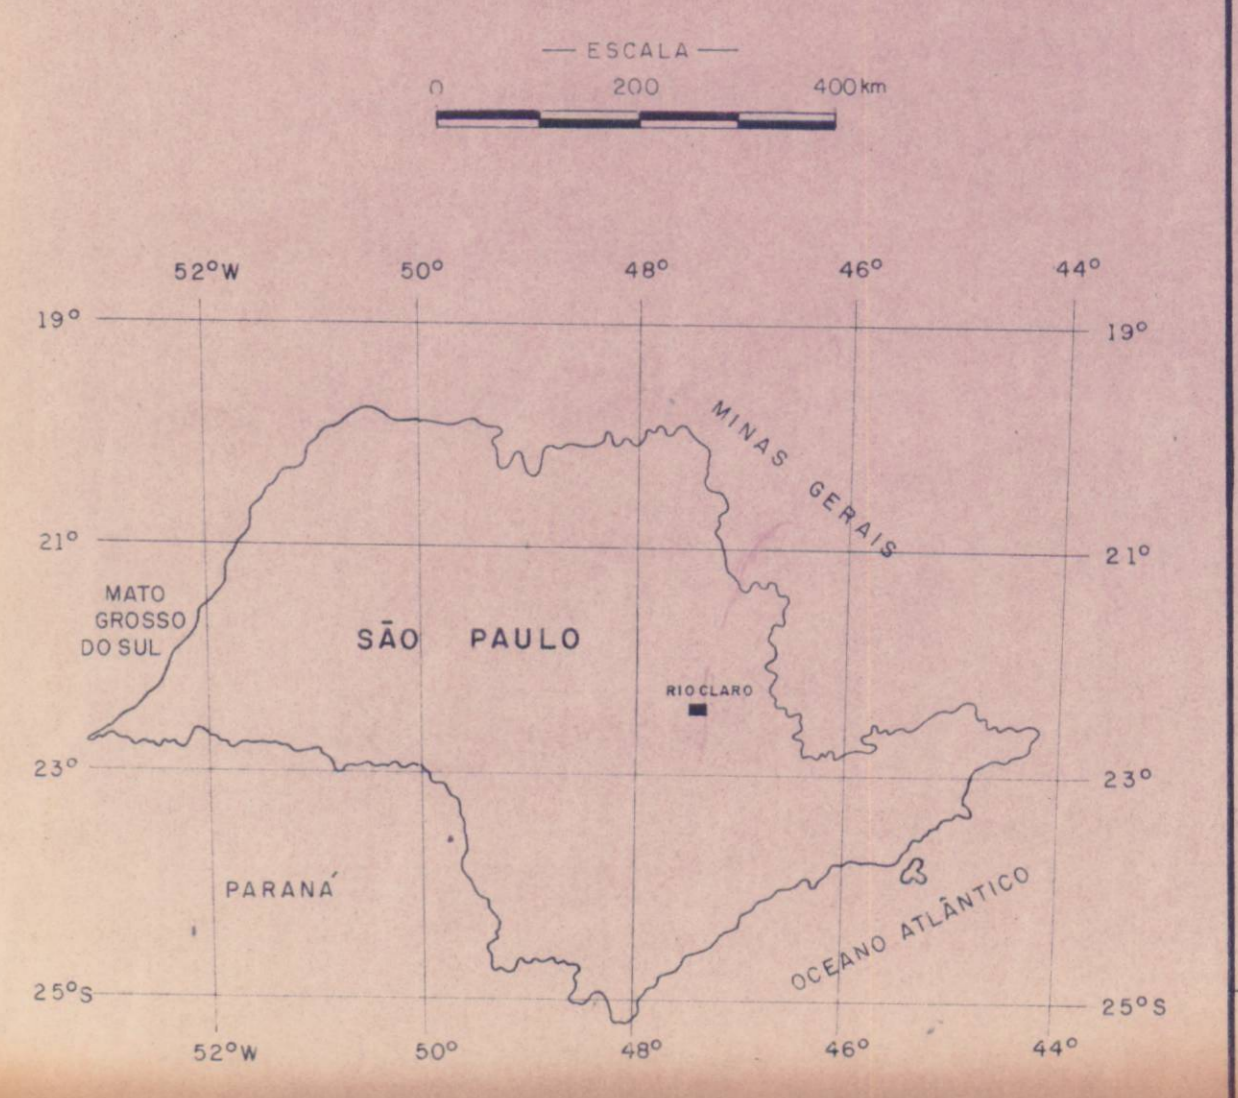 — ESCALA —
0 200 400 km
52°W 50° 48° 46° 44°
19° 19°
MINAS GERAIS
21° 21°
MATO
GROSSO
DO SUL
SÃO PAULO
RIO CLARO
23° 23°
PARANÁ
OCEANO ATLÂNTICO
25°S 25°S
52°W 50° 48° 46° 44°